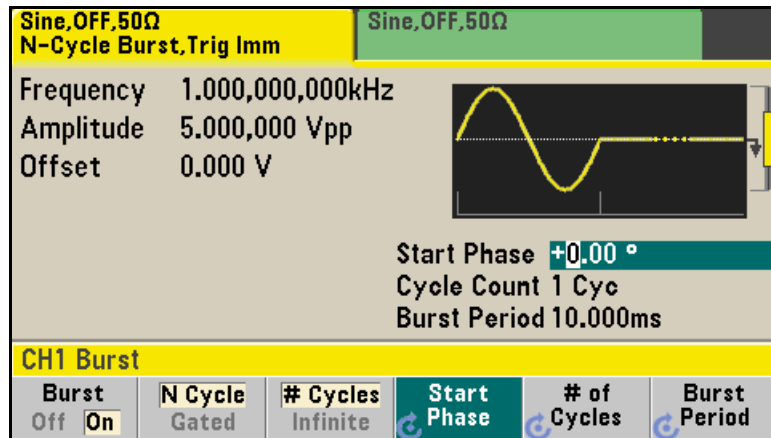 Sine,OFF,50Ω
N-Cycle Burst,Trig Imm
Sine,OFF,50Ω
Frequency 1.000,000,000kHz
Amplitude 5.000,000 Vpp
Offset 0.000 V
Start Phase +0.00 °
Cycle Count 1 Cyc
Burst Period 10.000ms
CH1 Burst
Burst
Off On
N Cycle
Gated
# Cycles
Infinite
Start
Phase
# of
Cycles
Burst
Period